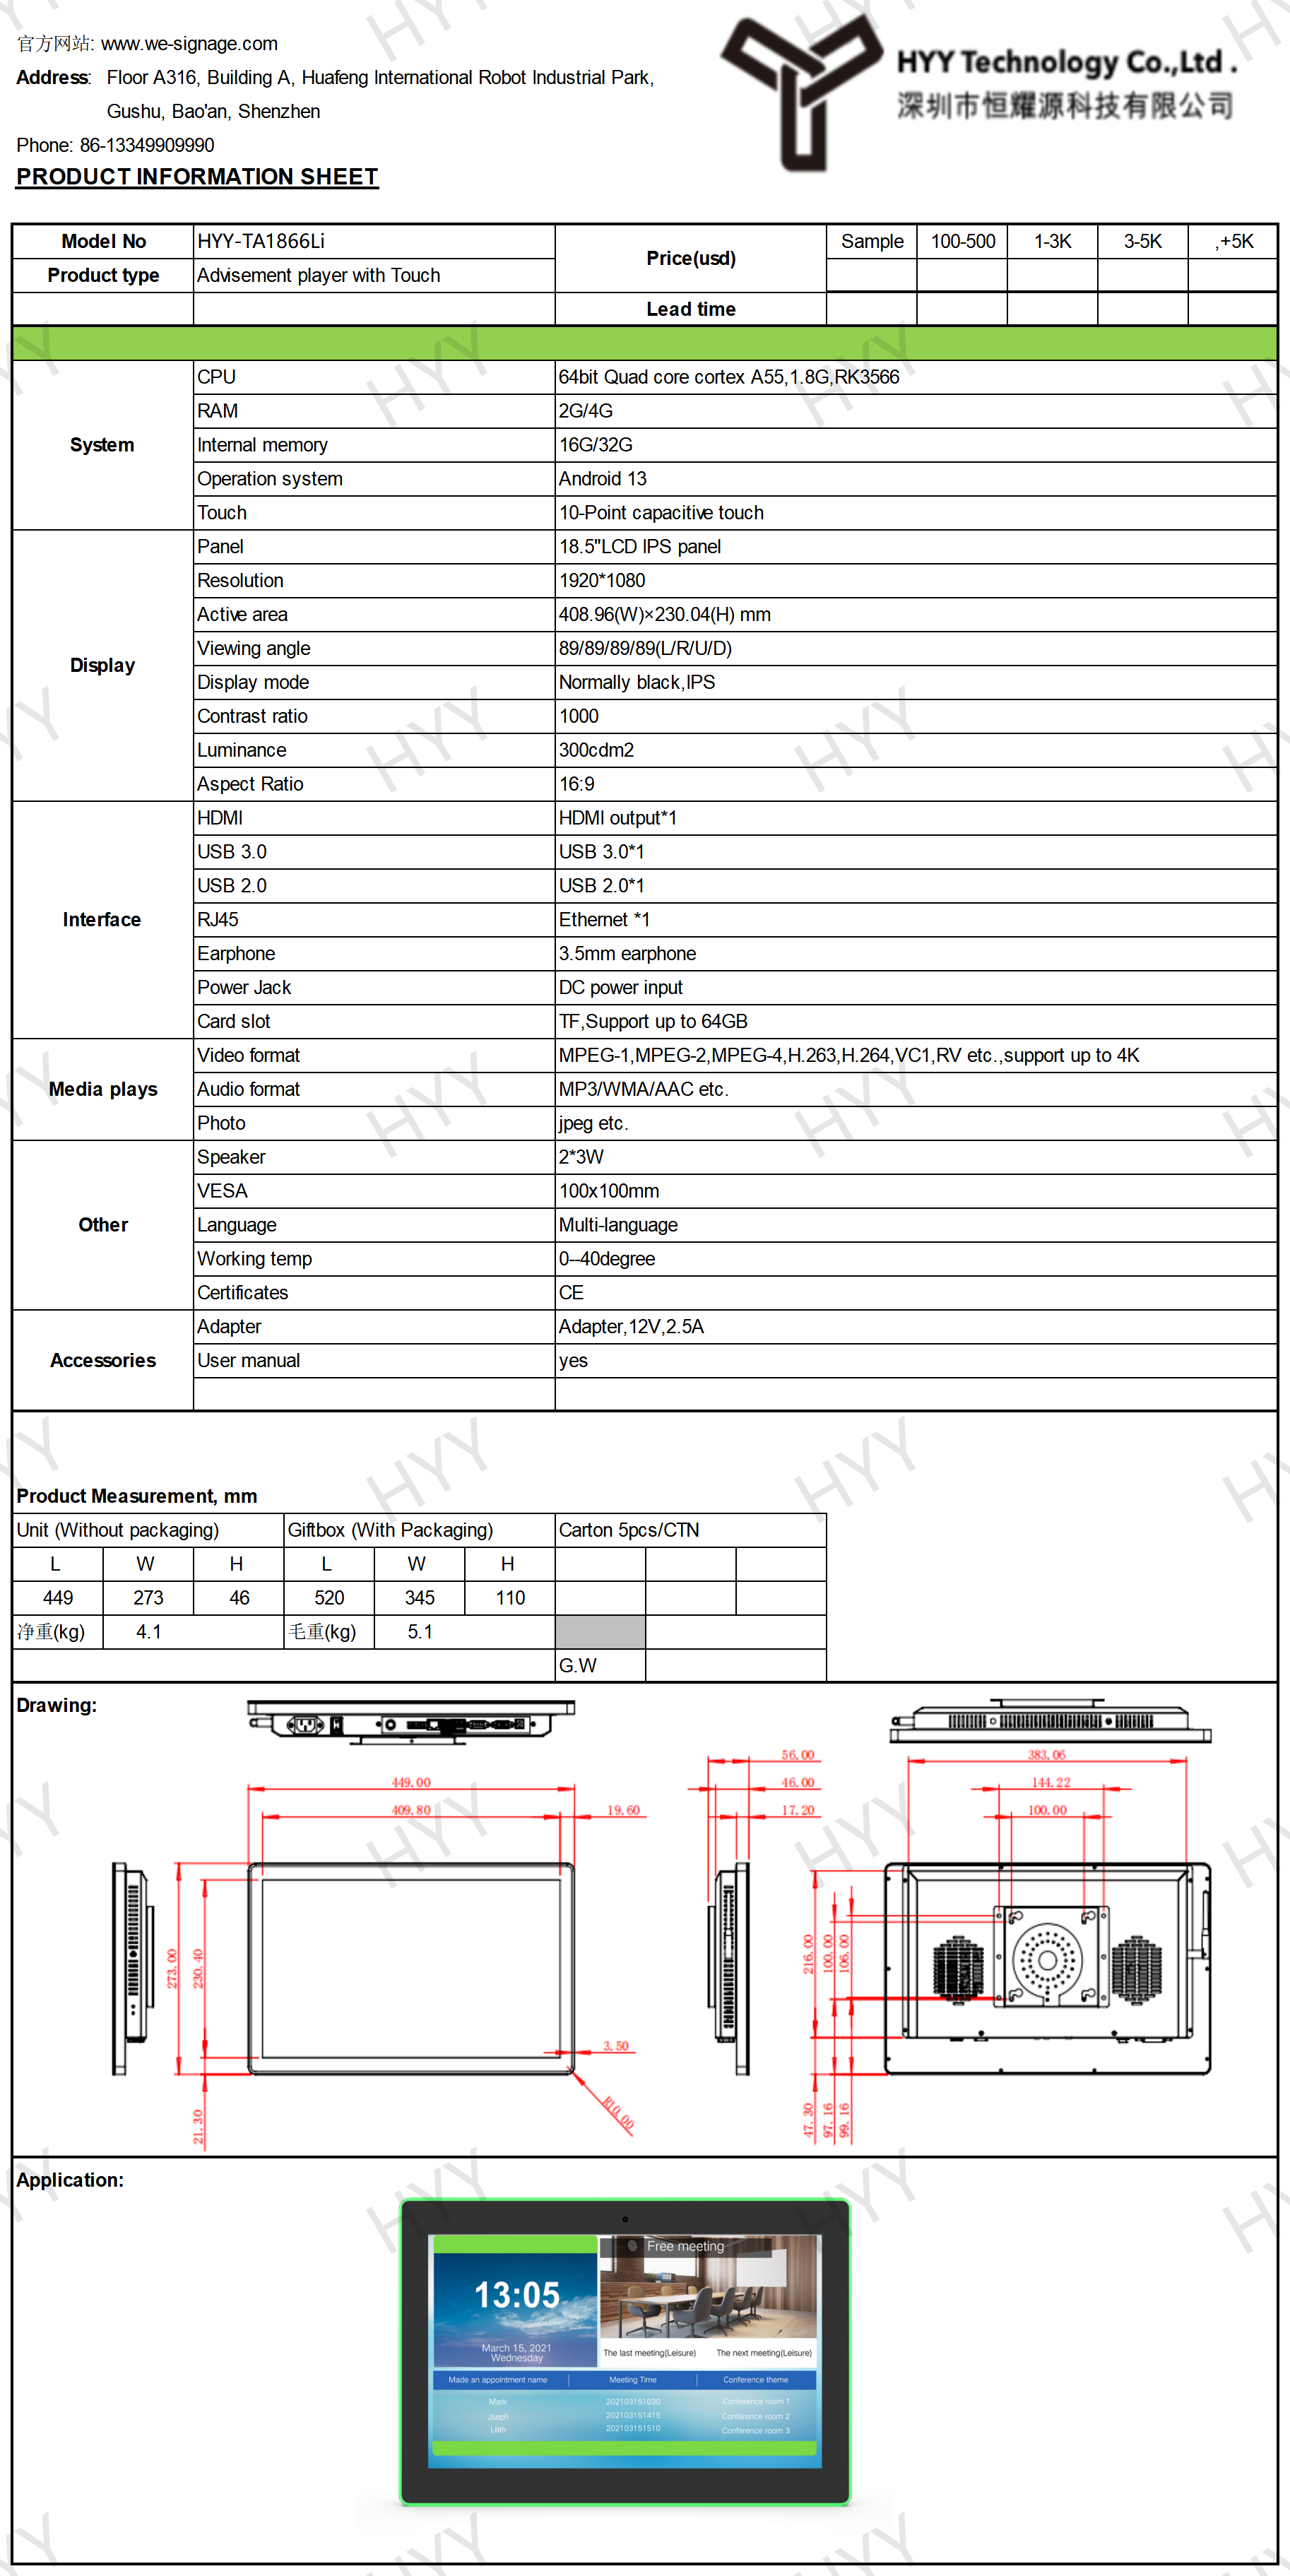 官方网站: www.we-signage.com
Address: Floor A316, Building A, Huafeng International Robot Industrial Park,
Gushu, Bao'an, Shenzhen
Phone: 86-13349909990
PRODUCT INFORMATION SHEET
HYY Technology Co.,Ltd .
深圳市恒耀源科技有限公司
Model No HYY-TA1866Li Price(usd) Sample 100-500 1-3K 3-5K ,+5K
Product type Advisement player with Touch
Lead time
System
CPU 64bit Quad core cortex A55,1.8G,RK3566
RAM 2G/4G
Internal memory 16G/32G
Operation system Android 13
Touch 10-Point capacitive touch
Display
Panel 18.5"LCD IPS panel
Resolution 1920*1080
Active area 408.96(W)×230.04(H) mm
Viewing angle 89/89/89/89(L/R/U/D)
Display mode Normally black,IPS
Contrast ratio 1000
Luminance 300cdm2
Aspect Ratio 16:9
Interface
HDMI HDMI output*1
USB 3.0 USB 3.0*1
USB 2.0 USB 2.0*1
RJ45 Ethernet *1
Earphone 3.5mm earphone
Power Jack DC power input
Card slot TF,Support up to 64GB
Media plays
Video format MPEG-1,MPEG-2,MPEG-4,H.263,H.264,VC1,RV etc.,support up to 4K
Audio format MP3/WMA/AAC etc.
Photo jpeg etc.
Other
Speaker 2*3W
VESA 100x100mm
Language Multi-language
Working temp 0--40degree
Certificates CE
Accessories
Adapter Adapter,12V,2.5A
User manual yes
Product Measurement, mm
Unit (Without packaging) Giftbox (With Packaging) Carton 5pcs/CTN
L W H L W H
449 273 46 520 345 110
净重(kg) 4.1 毛重(kg) 5.1
G.W
Drawing:
449.00
409.80
19.60
273.00
230.40
21.30
3.50
R10.00
56.00
46.00
17.20
383.06
144.22
100.00
216.00
100.00
106.00
47.30
97.16
99.16
Application:
Free meeting
13:05
March 15, 2021
Wednesday
The last meeting(Leisure) The next meeting(Leisure)
Made an appointment name Meeting Time Conference theme
Mark 202103151030 Conference room 1
Jseph 202103151415 Conference room 2
Lilith 202103151510 Conference room 3
HYY